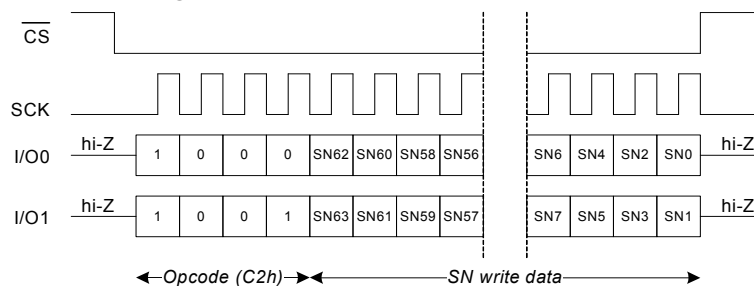 CS
SCK
I/O0 hi-Z 1 0 0 0 SN62 SN60 SN58 SN56 SN6 SN4 SN2 SN0 hi-Z
I/O1 hi-Z 1 0 0 1 SN63 SN61 SN59 SN57 SN7 SN5 SN3 SN1 hi-Z
Opcode (C2h) SN write data